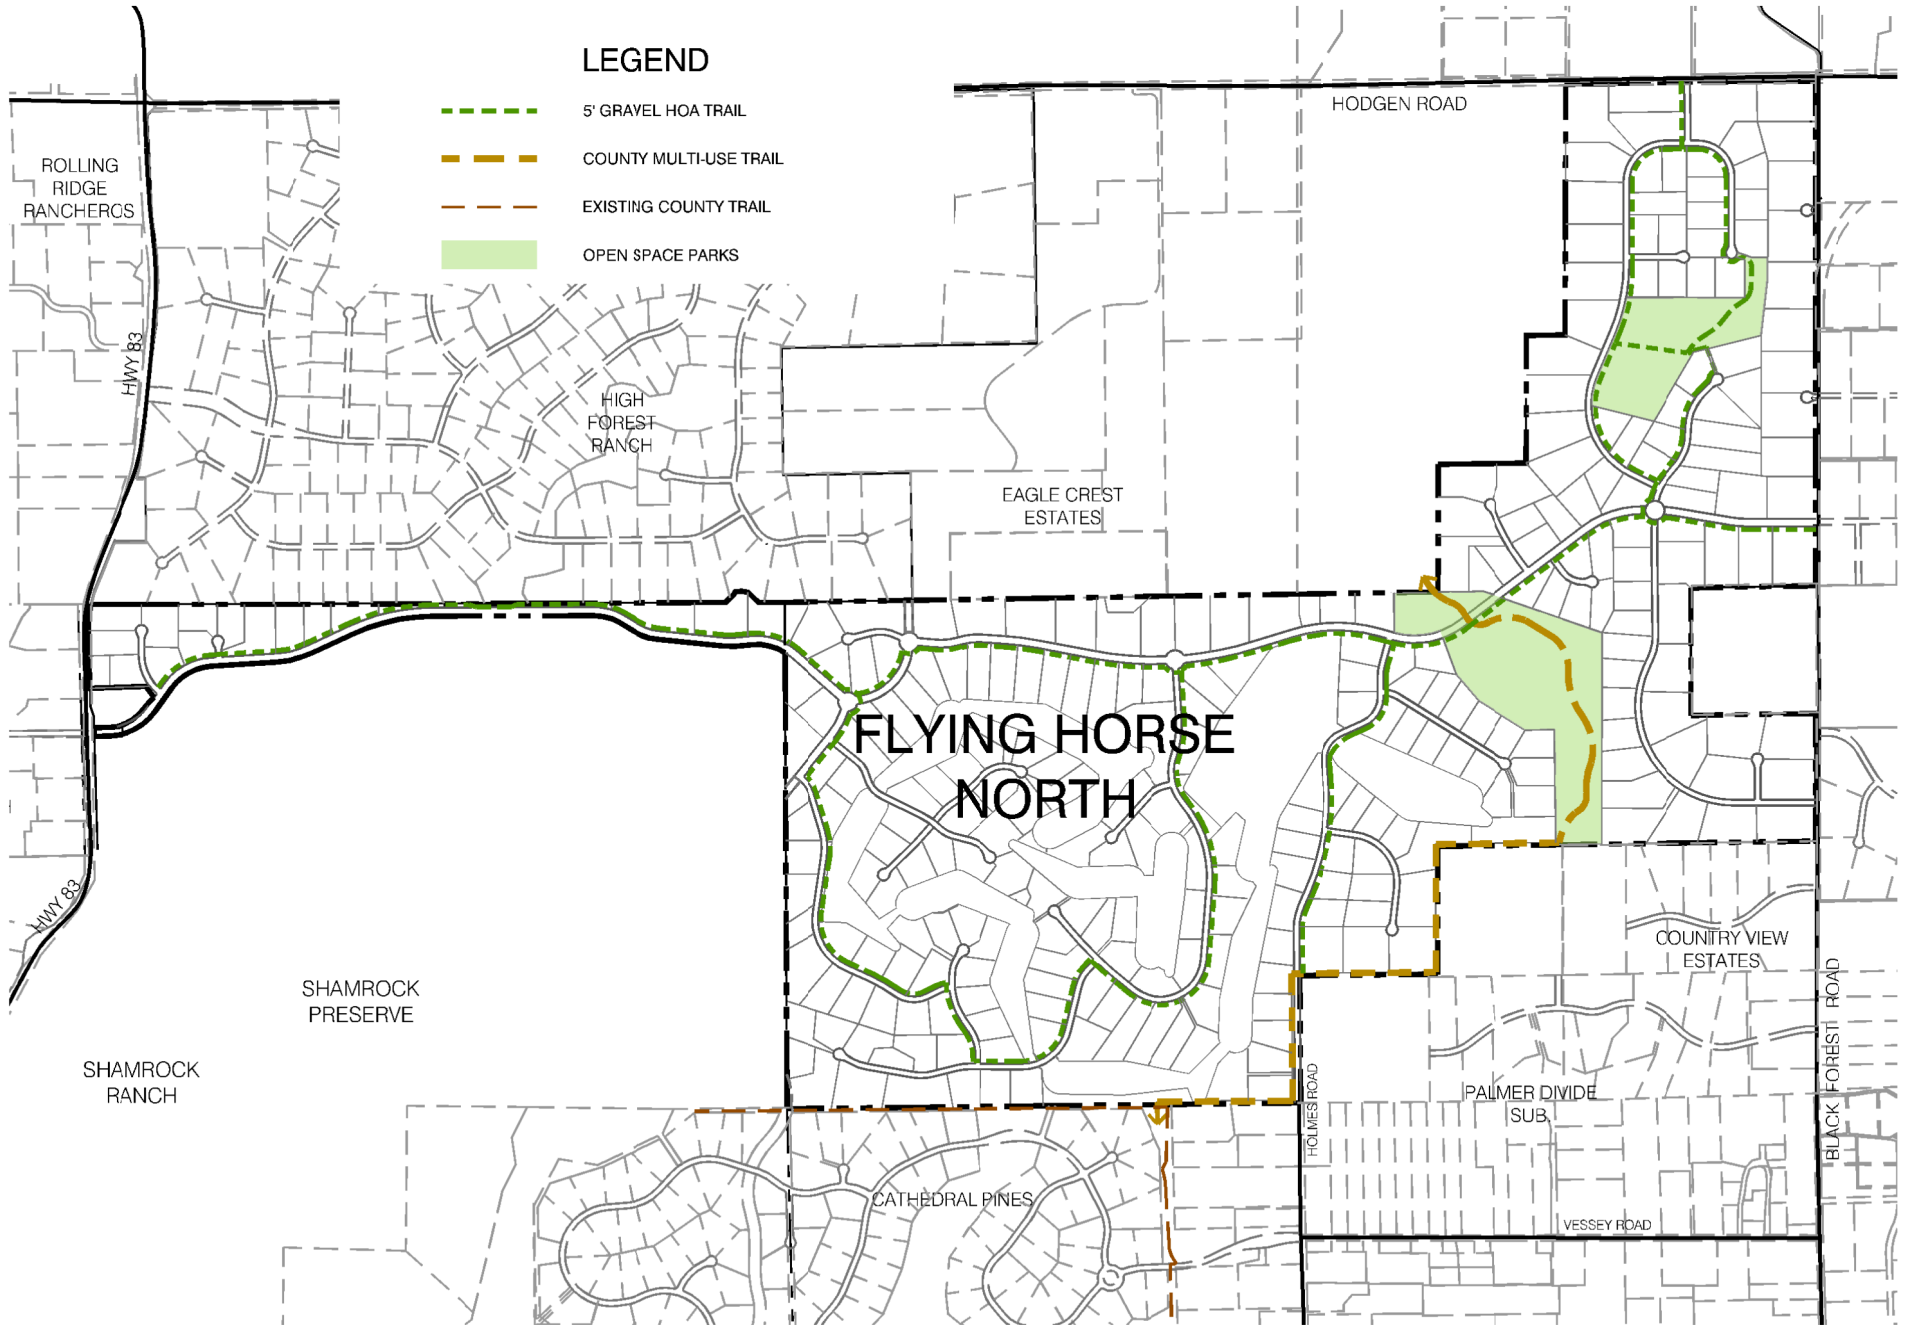 LEGEND
5' GRAVEL HOA TRAIL
COUNTY MULTI-USE TRAIL
EXISTING COUNTY TRAIL
OPEN SPACE PARKS
HODGEN ROAD
ROLLING
RIDGE
RANCHEROS
HWY 83
HIGH
FOREST
RANCH
EAGLE CREST
ESTATES
FLYING HORSE
NORTH
HWY 83
SHAMROCK
PRESERVE
SHAMROCK
RANCH
COUNTRY VIEW
ESTATES
BLACK FOREST ROAD
HOLMES ROAD
PALMER DIVIDE
SUB.
CATHEDRAL PINES
VESSEY ROAD